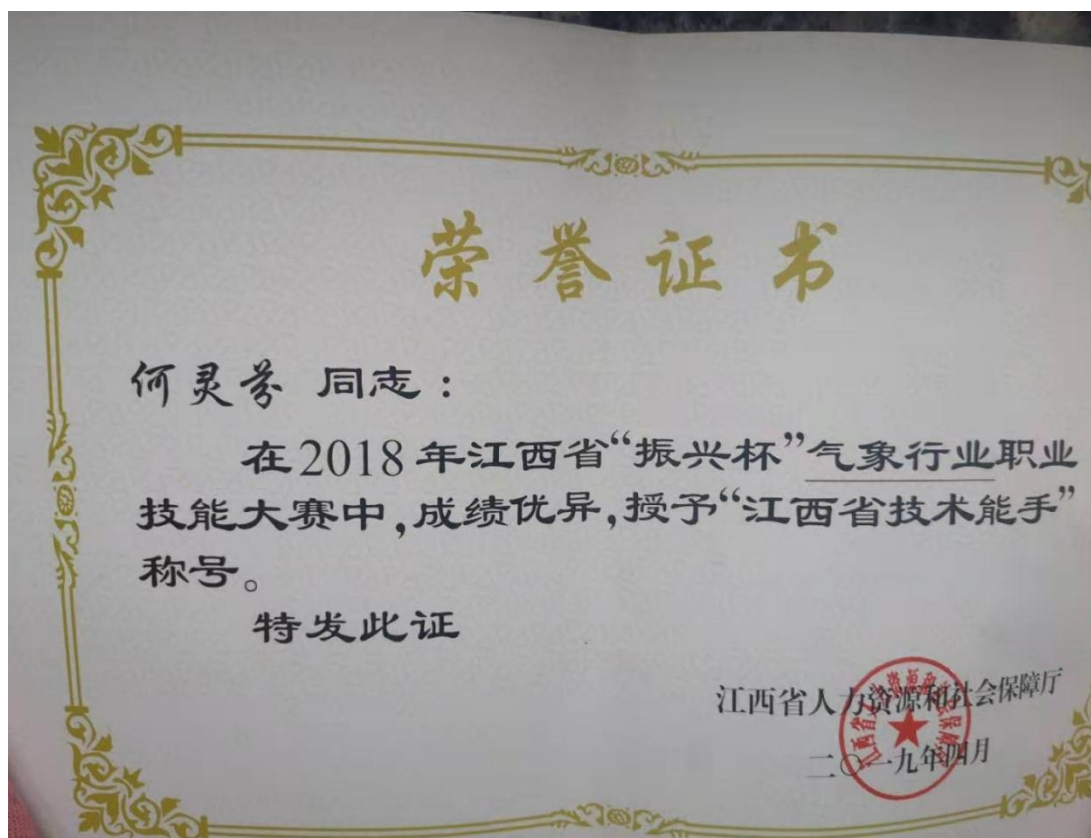 荣誉证书
何灵芬 同志:
在2018年江西省“振兴杯”气象行业职业
技能大赛中,成绩优异,授予“江西省技术能手”
称号。
特发此证
江西省人力资源和社会保障厅
二〇一九年四月